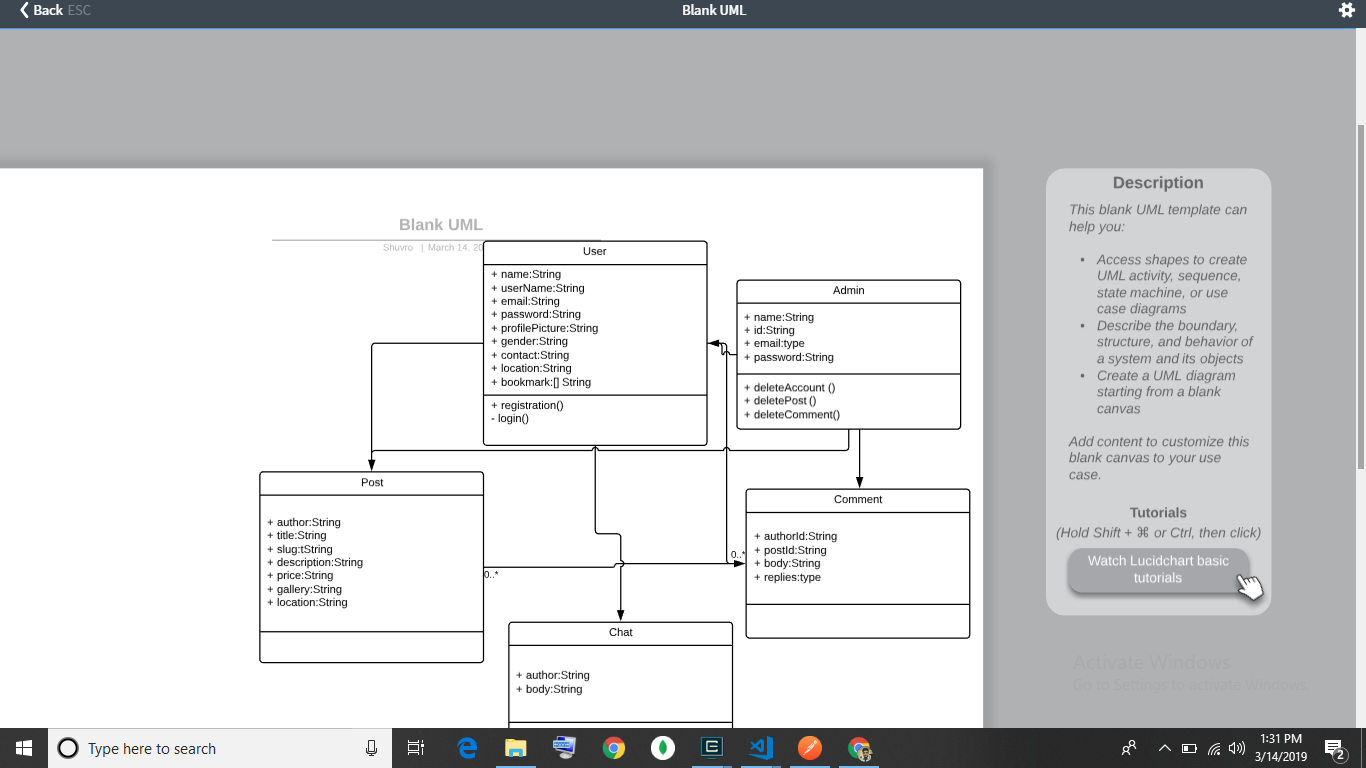 Back ESC
Blank UML
Blank UML
Shuvro | March 14, 20
User
+ name:String
+ userName:String
+ email:String
+ password:String
+ profilePicture:String
+ gender:String
+ contact:String
+ location:String
+ bookmark:[] String
+ registration()
- login()
Admin
+ name:String
+ id:String
+ email:type
+ password:String
+ deleteAccount ()
+ deletePost ()
+ deleteComment()
Post
+ author:String
+ title:String
+ slug:tString
+ description:String
+ price:String
+ gallery:String
+ location:String
0..*
0..*
Comment
+ authorId:String
+ postId:String
+ body:String
+ replies:type
Chat
+ author:String
+ body:String
Description
This blank UML template can
help you:
• Access shapes to create
UML activity, sequence,
state machine, or use
case diagrams
• Describe the boundary,
structure, and behavior of
a system and its objects
• Create a UML diagram
starting from a blank
canvas
Add content to customize this
blank canvas to your use
case.
Tutorials
(Hold Shift + ⌘ or Ctrl, then click)
Watch Lucidchart basic
tutorials
Activate Windows
Go to Settings to activate Windows.
Type here to search
1:31 PM
3/14/2019
2